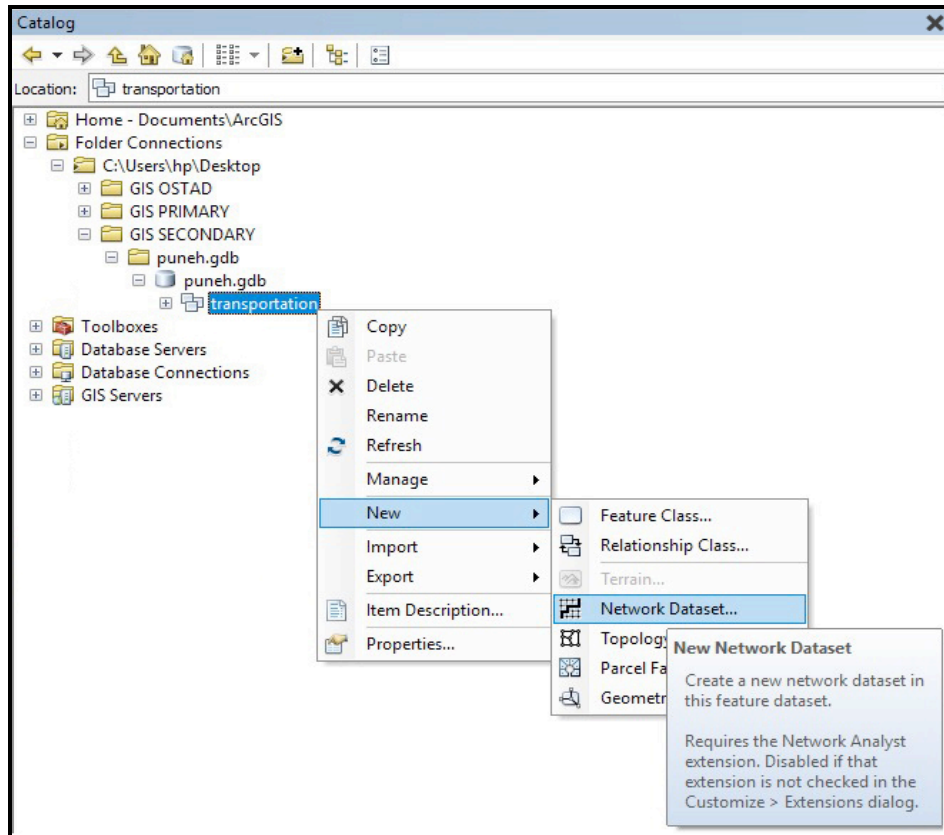 Catalog
Location: transportation
Home - Documents\ArcGIS
Folder Connections
C:\Users\hp\Desktop
GIS OSTAD
GIS PRIMARY
GIS SECONDARY
puneh.gdb
puneh.gdb
transportation
Toolboxes
Database Servers
Database Connections
GIS Servers
Copy
Paste
Delete
Rename
Refresh
Manage
New
Import
Export
Item Description...
Properties...
Feature Class...
Relationship Class...
Terrain...
Network Dataset...
Topology
Parcel Fa
Geometr
New Network Dataset
Create a new network dataset in
this feature dataset.
Requires the Network Analyst
extension. Disabled if that
extension is not checked in the
Customize > Extensions dialog.